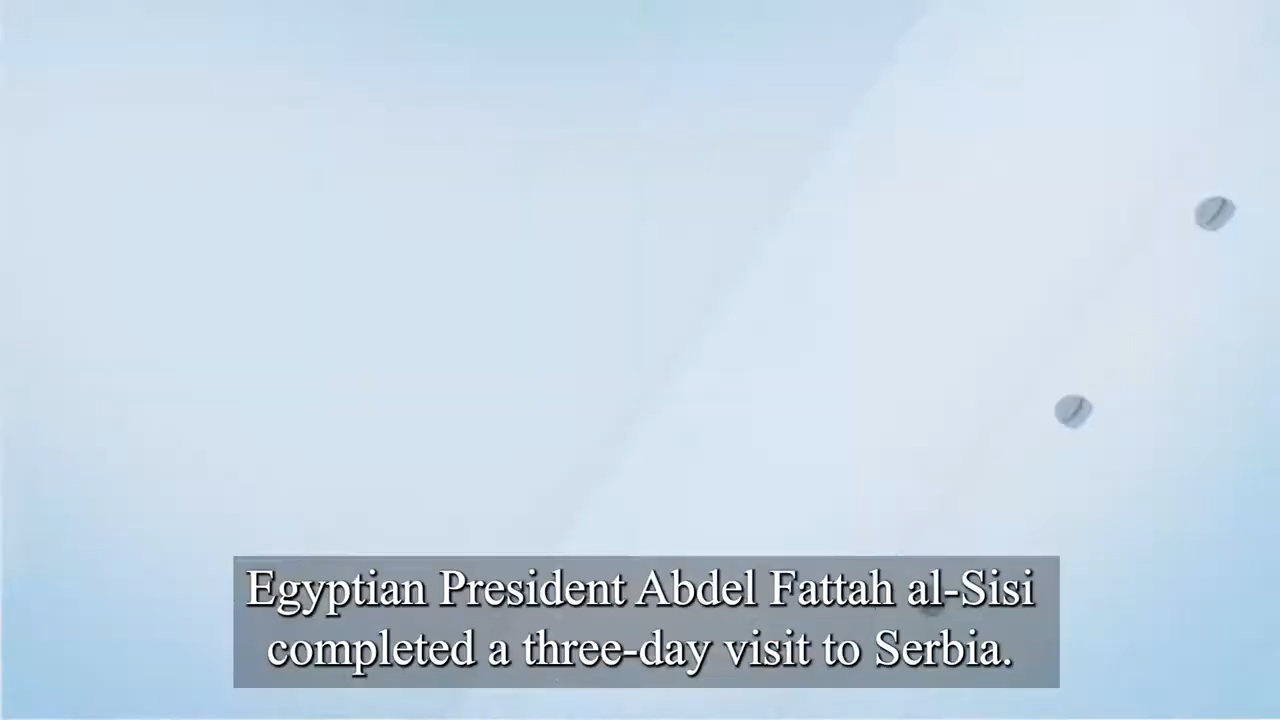 Egyptian President Abdel Fattah al-Sisi
completed a three-day visit to Serbia.